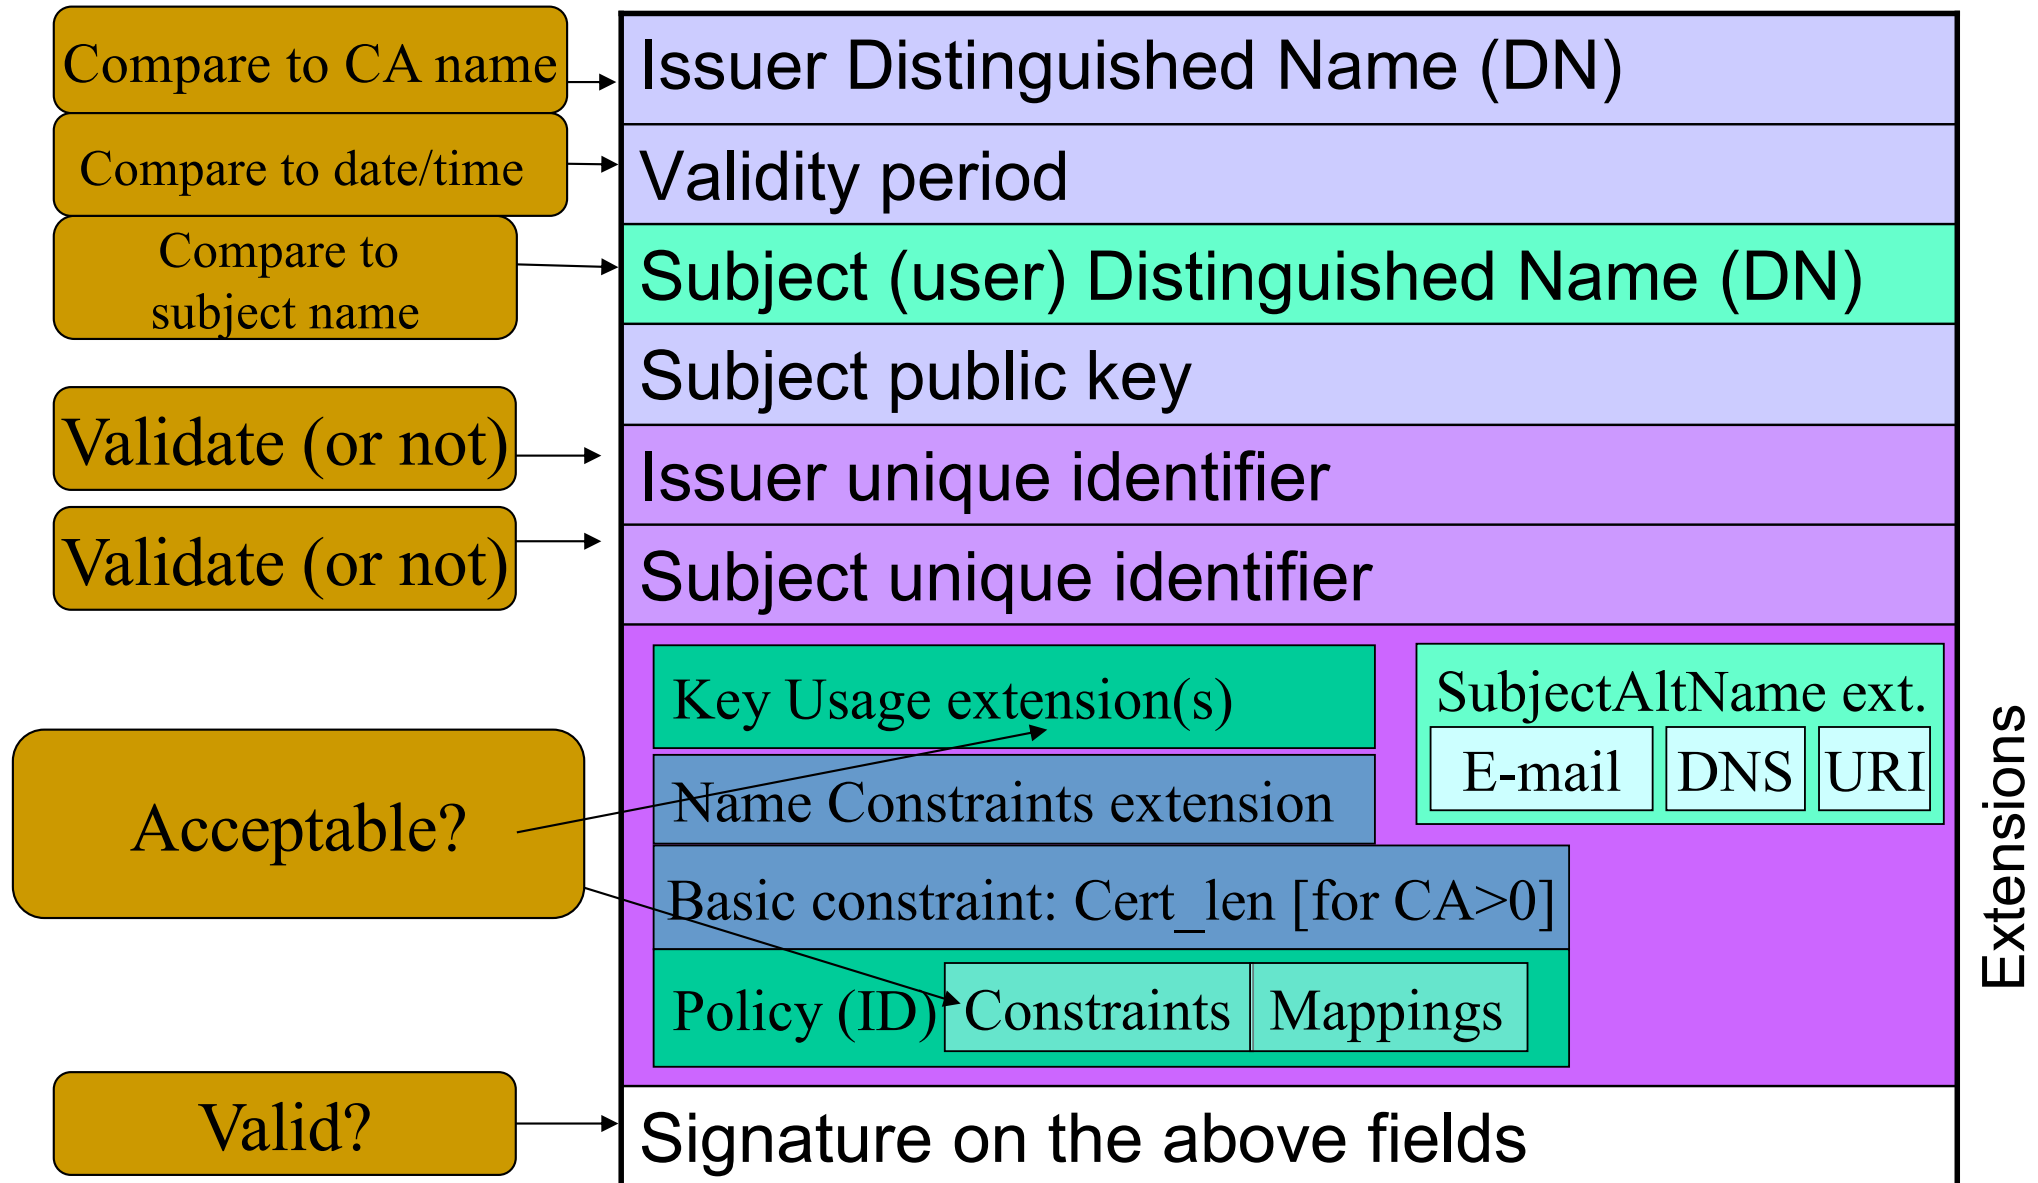 Compare to CA name
Issuer Distinguished Name (DN)
Compare to date/time
Validity period
Compare to
subject name
Subject (user) Distinguished Name (DN)
Subject public key
Validate (or not)
Issuer unique identifier
Validate (or not)
Subject unique identifier
Key Usage extension(s)
SubjectAltName ext.
E-mail
DNS
URI
Extensions
Acceptable?
Name Constraints extension
Basic constraint: Cert_len [for CA>0]
Policy (ID)
Constraints
Mappings
Valid?
Signature on the above fields